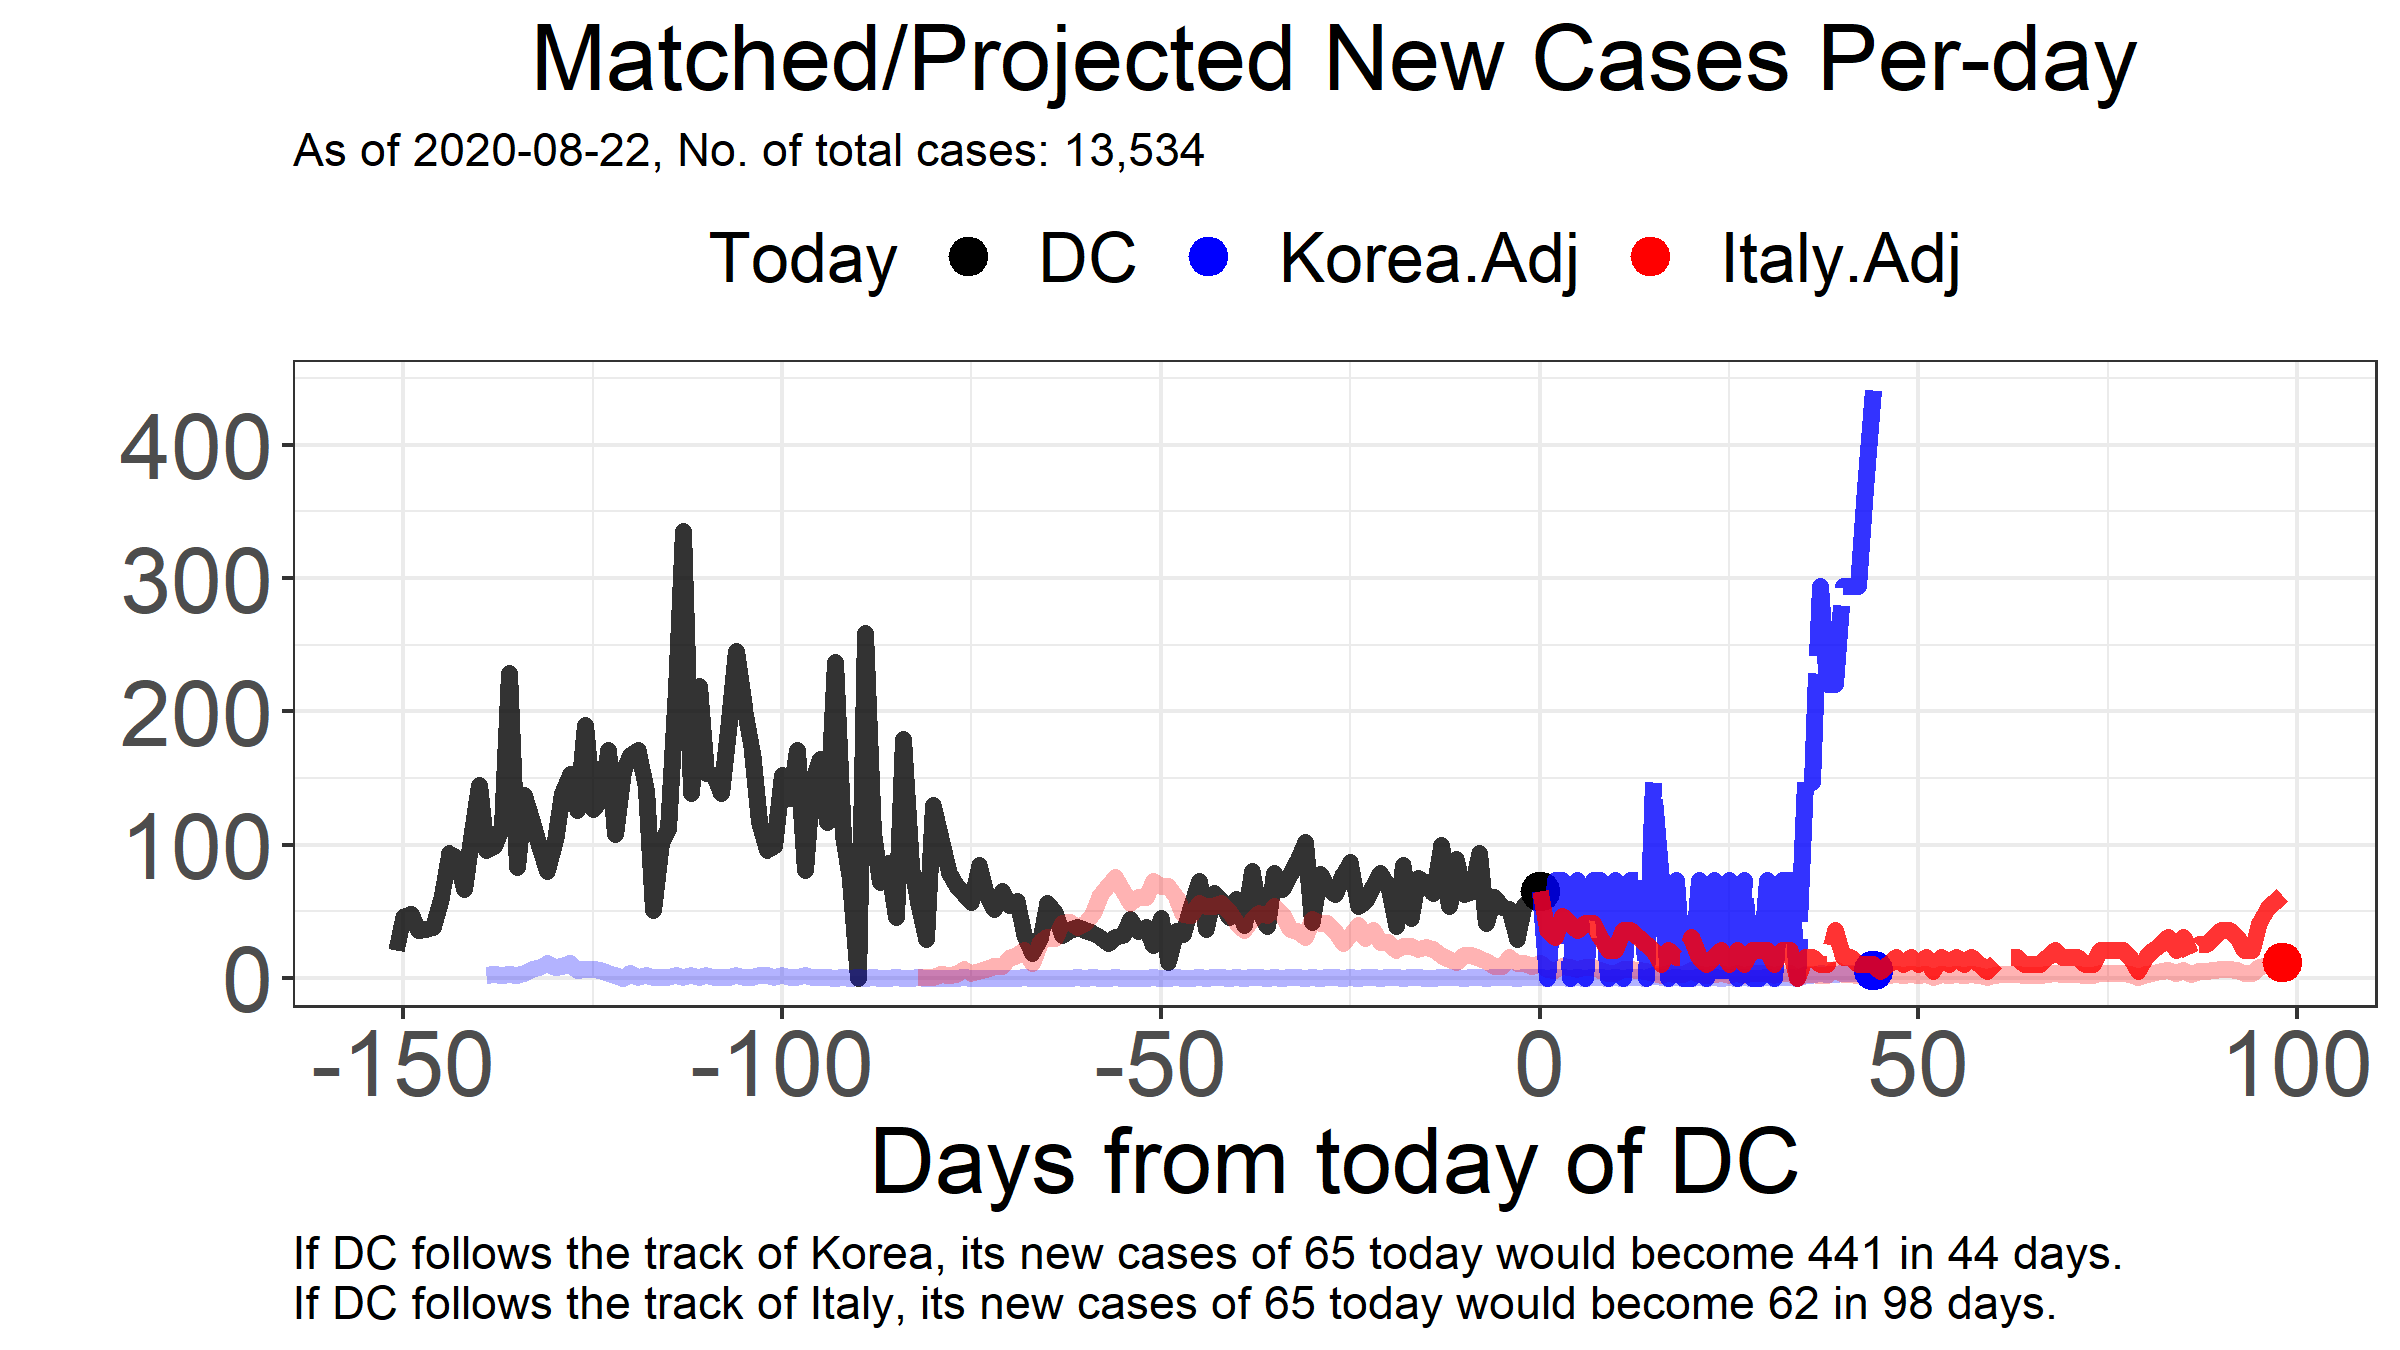 Matched/Projected New Cases Per-day
As of 2020-08-22, No. of total cases: 13,534
Today DC Korea.Adj Italy.Adj
400
300
200
100
0
-150 -100 -50 0 50 100
Days from today of DC
If DC follows the track of Korea, its new cases of 65 today would become 441 in 44 days.
If DC follows the track of Italy, its new cases of 65 today would become 62 in 98 days.